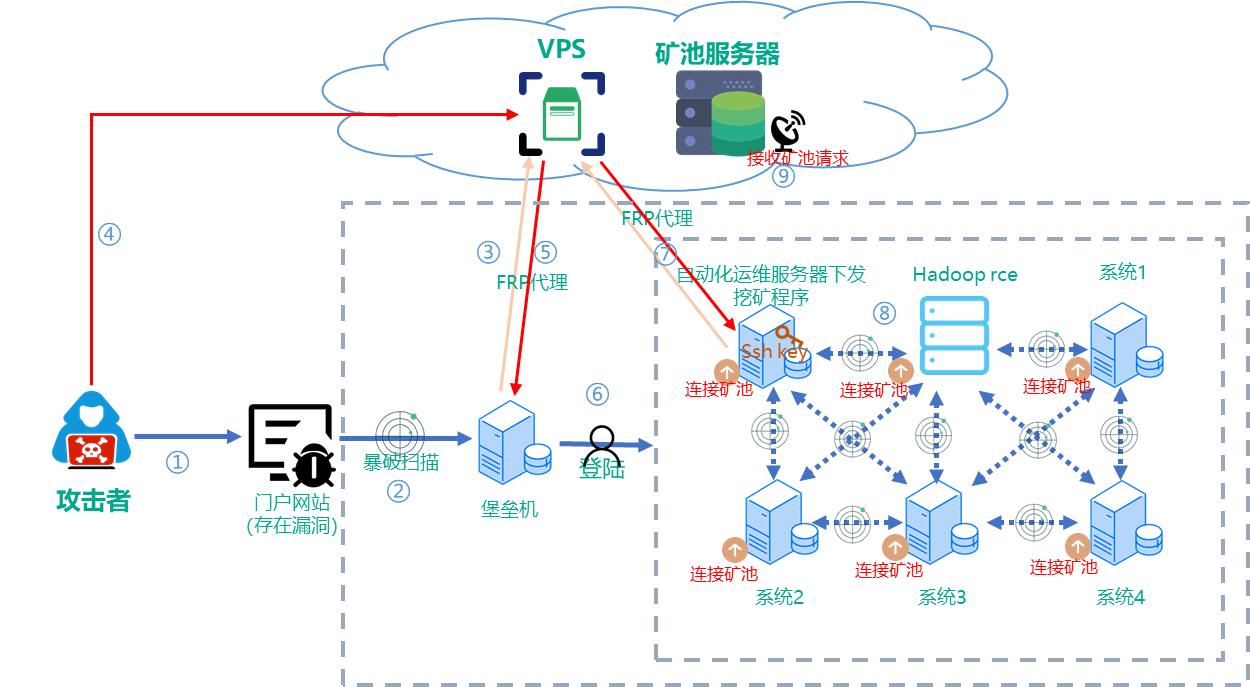 VPS
矿池服务器
接收矿池请求
⑨
④
③
⑤
FRP代理
FRP代理
⑦
自动化运维服务器下发
挖矿程序
Hadoop rce
系统1
⑧
Ssh key
连接矿池
连接矿池
连接矿池
①
攻击者
门户网站
(存在漏洞)
暴破扫描
②
堡垒机
⑥
登陆
连接矿池
连接矿池
连接矿池
系统2
系统3
系统4